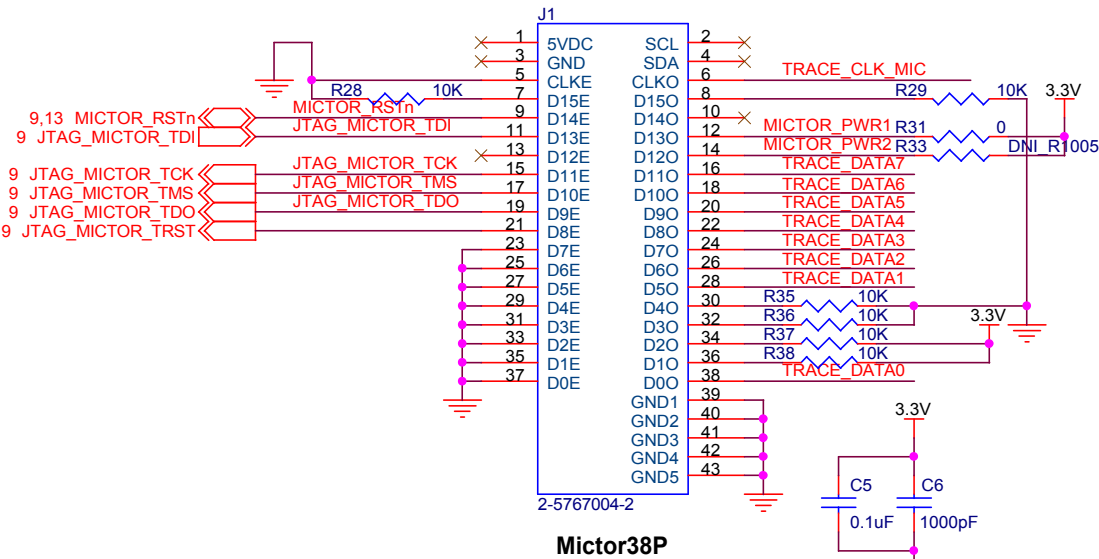 J1
1 5VDC SCL 2
3 GND SDA 4
5 CLKE CLKO 6 TRACE_CLK_MIC
R28 10K 7 D15E D15O 8 R29 10K 3.3V
9,13 MICTOR_RSTn MICTOR_RSTn 9 D14E D14O 10
9 JTAG_MICTOR_TDI JTAG_MICTOR_TDI 11 D13E D13O 12 MICTOR_PWR1 R31 0
13 D12E D12O 14 MICTOR_PWR2 R33 DNI_R1005
9 JTAG_MICTOR_TCK JTAG_MICTOR_TCK 15 D11E D11O 16 TRACE_DATA7
9 JTAG_MICTOR_TMS JTAG_MICTOR_TMS 17 D10E D10O 18 TRACE_DATA6
9 JTAG_MICTOR_TDO JTAG_MICTOR_TDO 19 D9E D9O 20 TRACE_DATA5
9 JTAG_MICTOR_TRST 21 D8E D8O 22 TRACE_DATA4
23 D7E D7O 24 TRACE_DATA3
25 D6E D6O 26 TRACE_DATA2
27 D5E D5O 28 TRACE_DATA1
29 D4E D4O 30 R35 10K
31 D3E D3O 32 R36 10K 3.3V
33 D2E D2O 34 R37 10K
35 D1E D1O 36 R38 10K
37 D0E D0O 38 TRACE_DATA0
GND1 39
GND2 40 3.3V
GND3 41
GND4 42
GND5 43
2-5767004-2 C5 C6
0.1uF 1000pF
Mictor38P